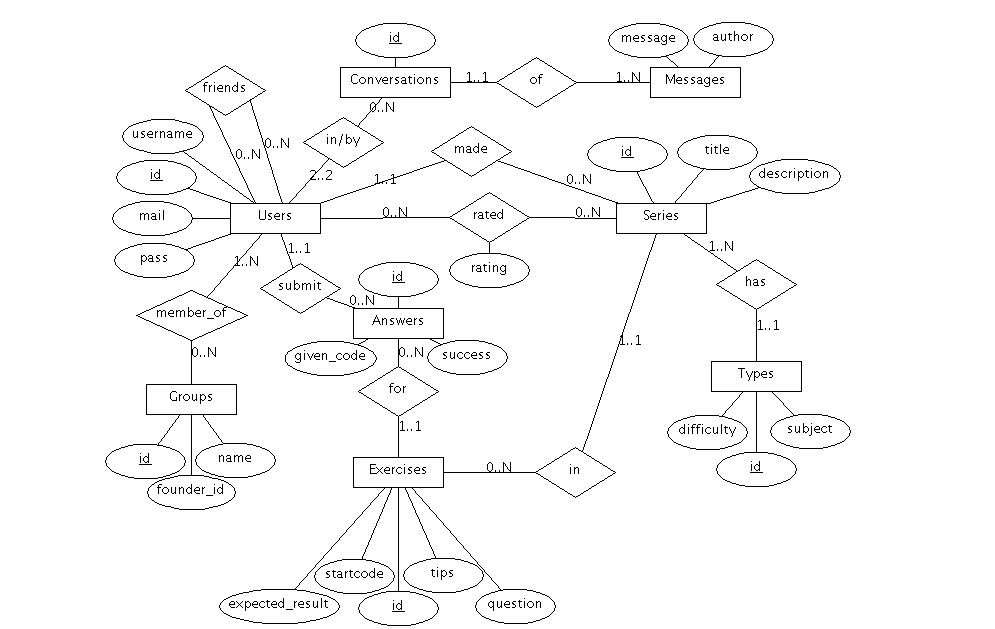 id
message
author
Conversations
1..1
of
1..N
Messages
friends
0..N
username
0..N
in/by
made
id
title
0..N
2..2
1..1
0..N
description
id
mail
Users
0..N
rated
0..N
Series
pass
1..N
1..1
rating
1..N
submit
id
has
member_of
0..N
Answers
1..1
1..1
0..N
given_code
0..N
success
Types
Groups
for
difficulty
subject
id
id
name
founder_id
1..1
Exercises
0..N
in
startcode
tips
expected_result
id
question